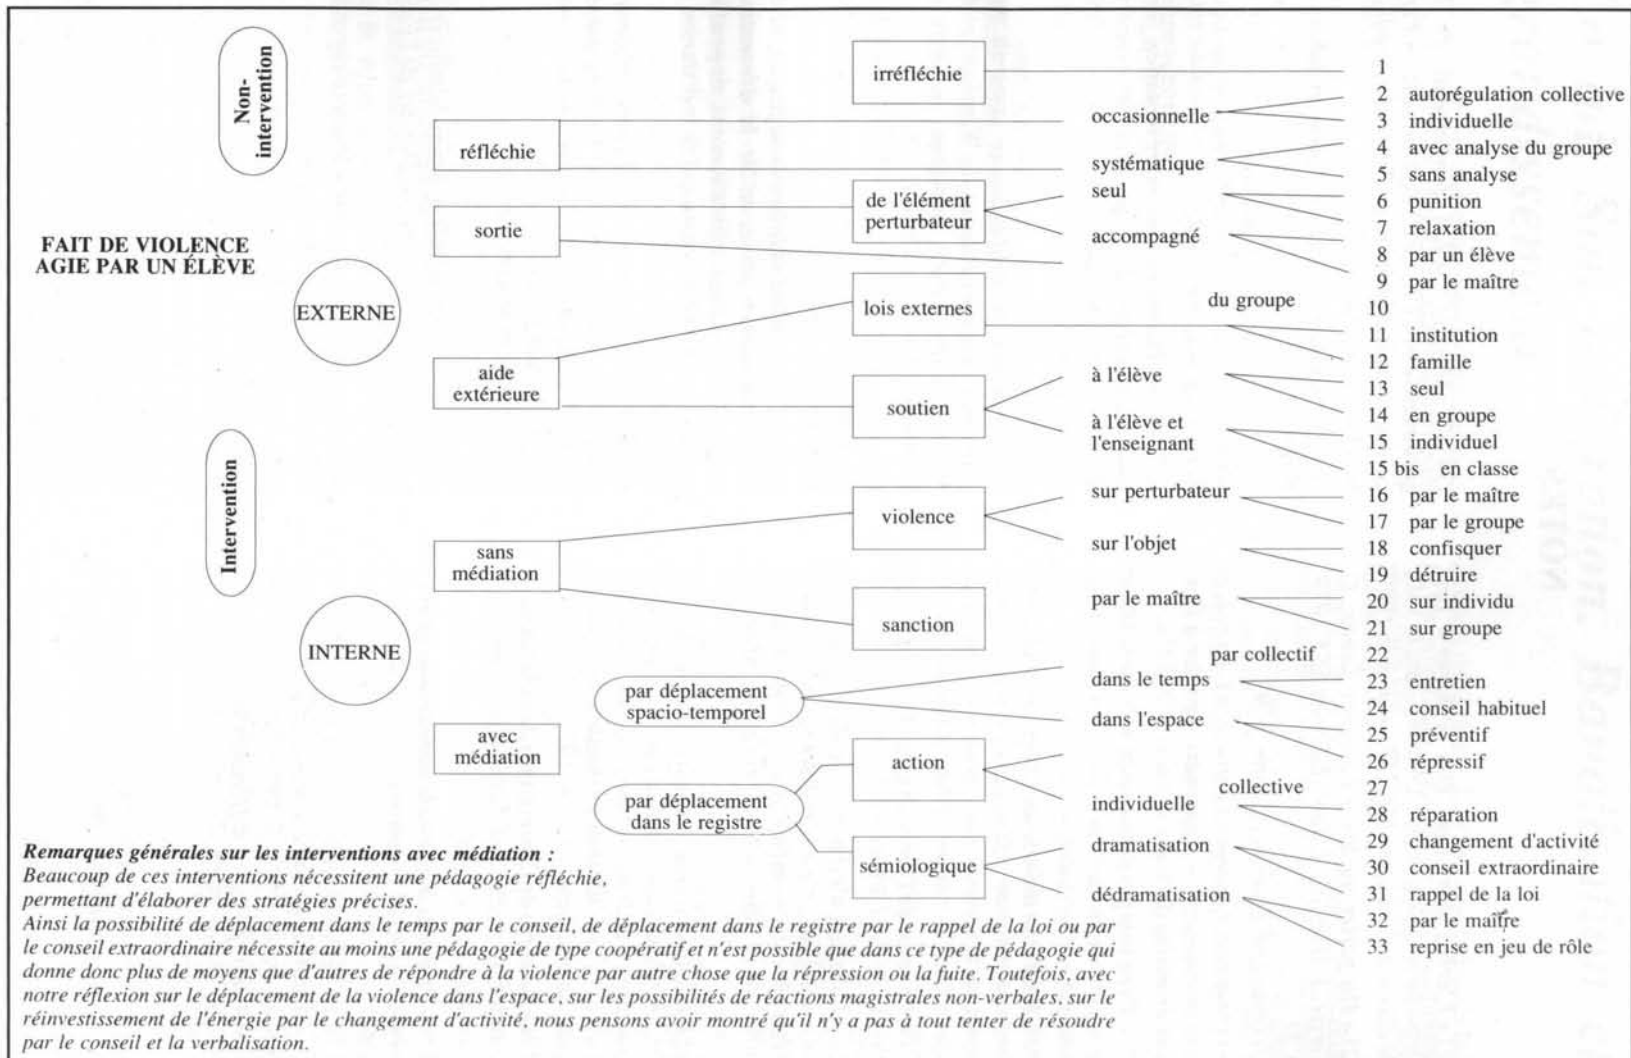 Non-
intervention
irréfléchie
1
occasionnelle
2 autorégulation collective
3 individuelle
réfléchie
systématique
4 avec analyse du groupe
5 sans analyse
FAIT DE VIOLENCE
AGIE PAR UN ÉLÈVE
EXTERNE
sortie
de l'élément
perturbateur
seul
6 punition
7 relaxation
accompagné
8 par un élève
9 par le maître
du groupe
10
aide
extérieure
lois externes
11 institution
12 famille
soutien
à l'élève
13 seul
14 en groupe
à l'élève et
l'enseignant
15 individuel
15 bis en classe
Intervention
INTERNE
sans
médiation
violence
sur perturbateur
16 par le maître
17 par le groupe
sur l'objet
18 confisquer
19 détruire
sanction
par le maître
20 sur individu
21 sur groupe
par collectif
22
avec
médiation
par déplacement
spacio-temporel
dans le temps
23 entretien
24 conseil habituel
dans l'espace
25 préventif
26 répressif
par déplacement
dans le registre
action
collective
27
individuelle
28 réparation
29 changement d'activité
sémiologique
dramatisation
30 conseil extraordinaire
31 rappel de la loi
dédramatisation
32 par le maître
33 reprise en jeu de rôle
Remarques générales sur les interventions avec médiation :
Beaucoup de ces interventions nécessitent une pédagogie réfléchie,
permettant d'élaborer des stratégies précises.
Ainsi la possibilité de déplacement dans le temps par le conseil, de déplacement dans le registre par le rappel de la loi ou par
le conseil extraordinaire nécessite au moins une pédagogie de type coopératif et n'est possible que dans ce type de pédagogie qui
donne donc plus de moyens que d'autres de répondre à la violence par autre chose que la répression ou la fuite. Toutefois, avec
notre réflexion sur le déplacement de la violence dans l'espace, sur les possibilités de réactions magistrales non-verbales, sur le
réinvestissement de l'énergie par le changement d'activité, nous pensons avoir montré qu'il n'y a pas à tout tenter de résoudre
par le conseil et la verbalisation.